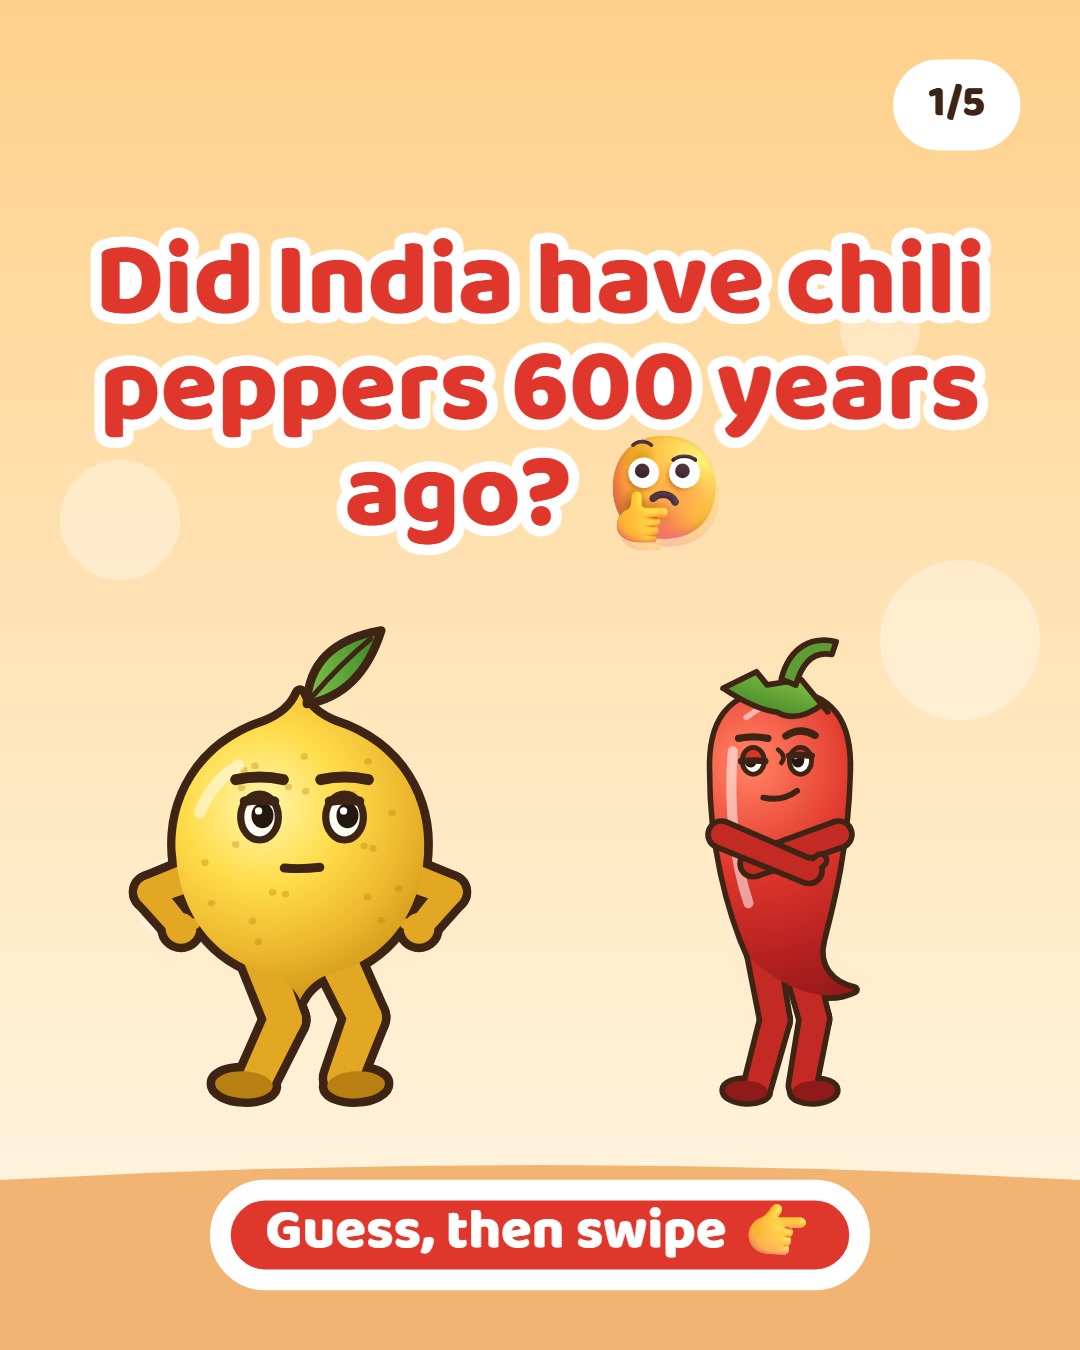 1/5
Did India have chili
peppers 600 years
ago? 🤔
Guess, then swipe 👉